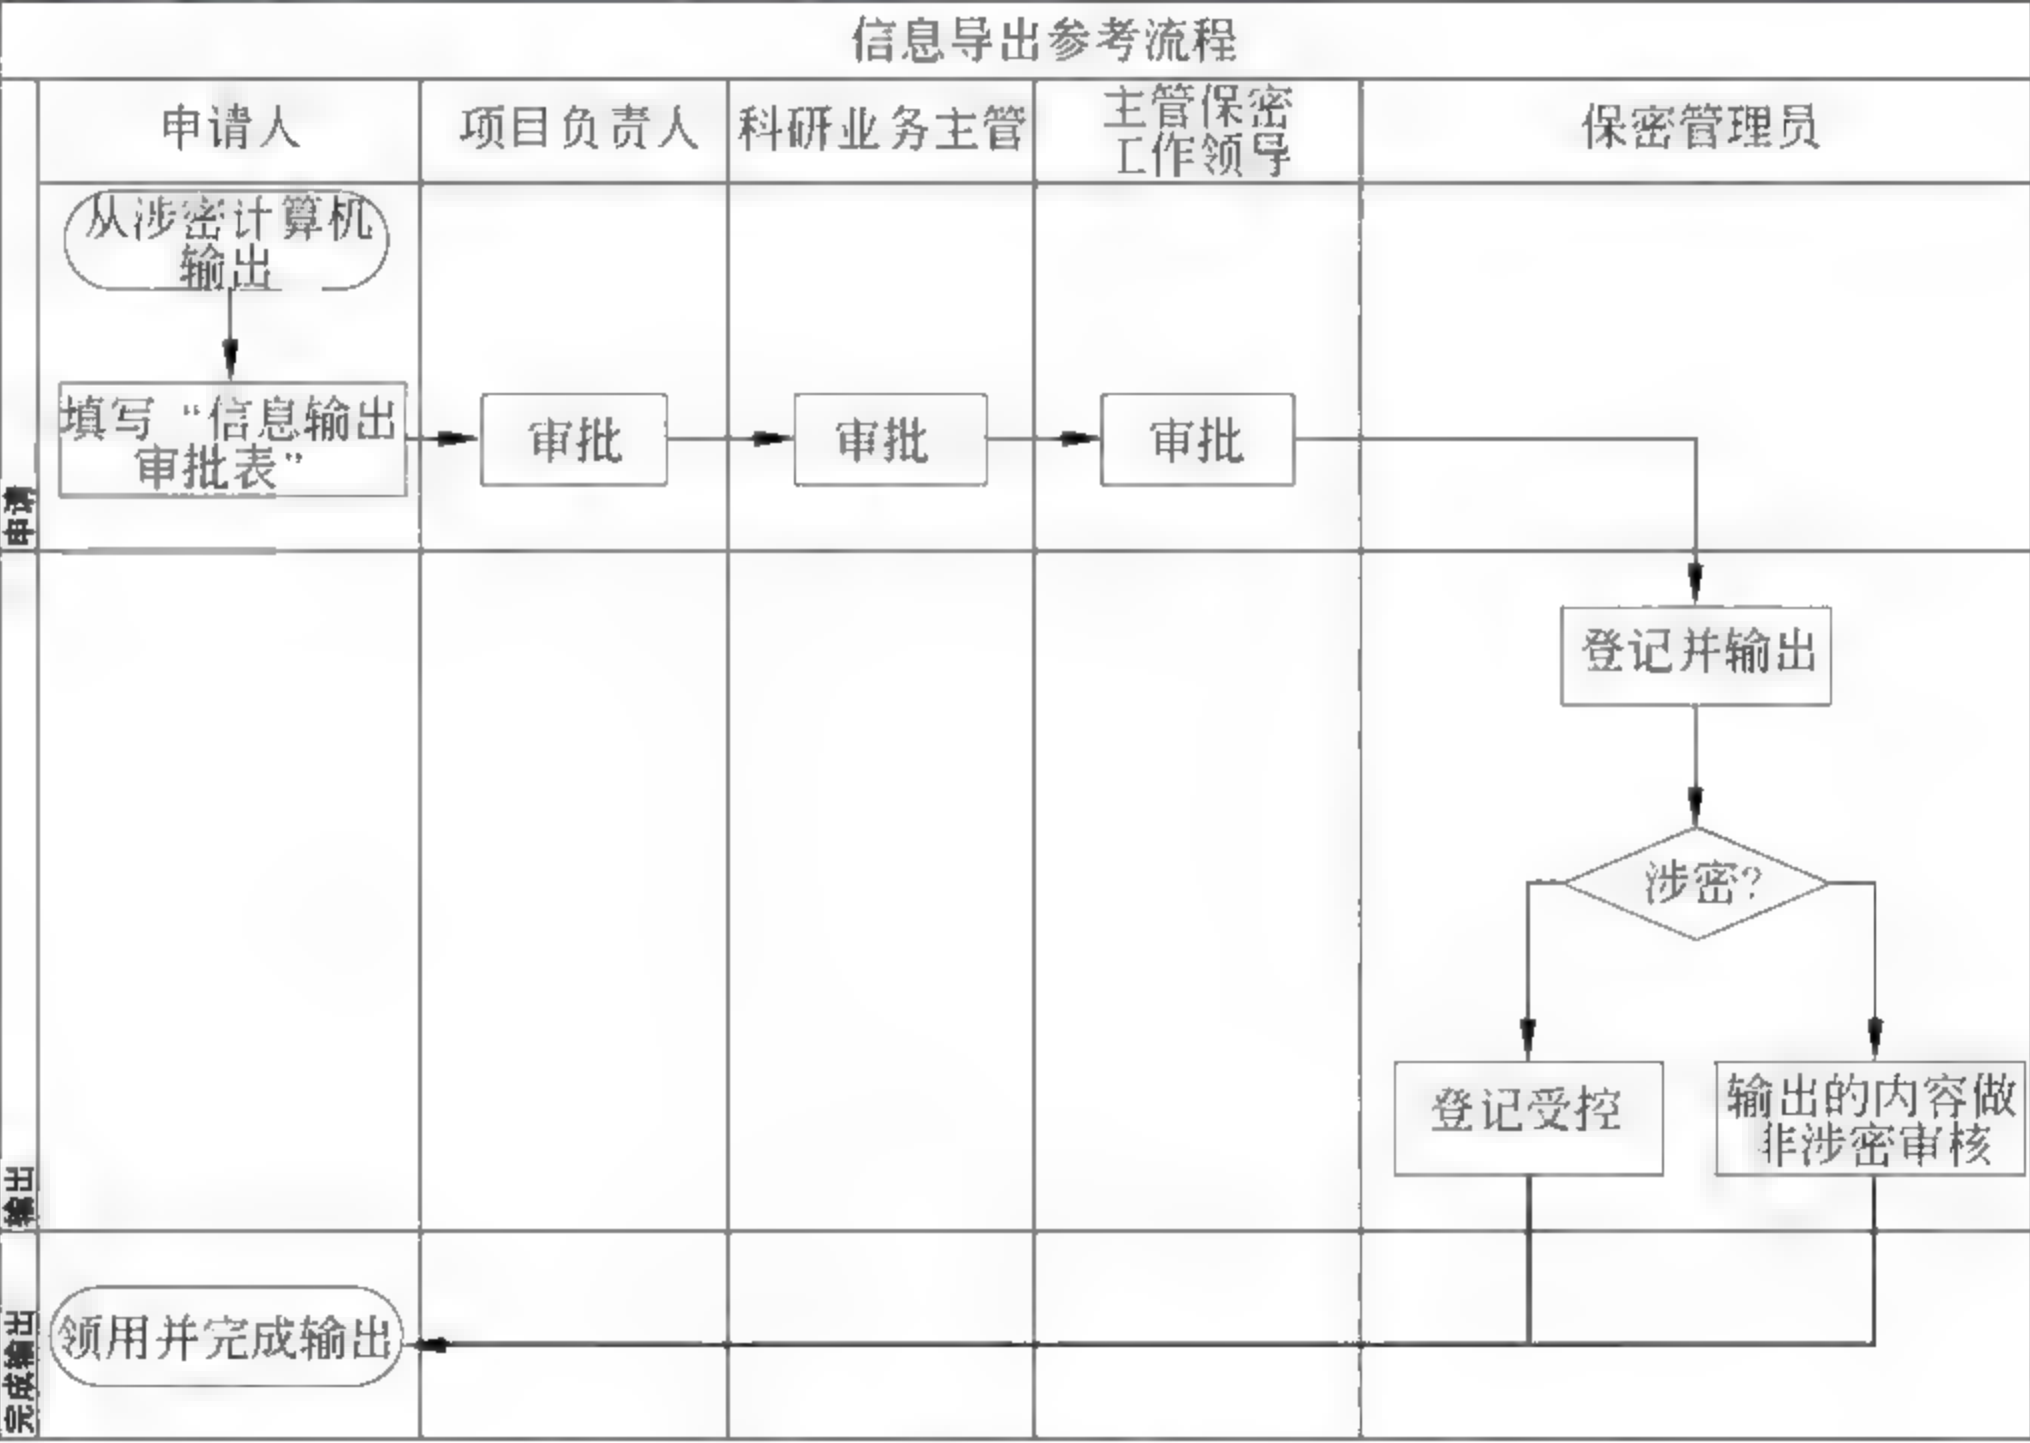 信息导出参考流程
申请人
项目负责人
科研业务主管
主管保密
工作领导
保密管理员
申请
从涉密计算机
输出
填写 “信息输出
审批表”
审批
审批
审批
输出
登记并输出
涉密?
登记受控
输出的内容做
非涉密审核
完成输出
领用并完成输出